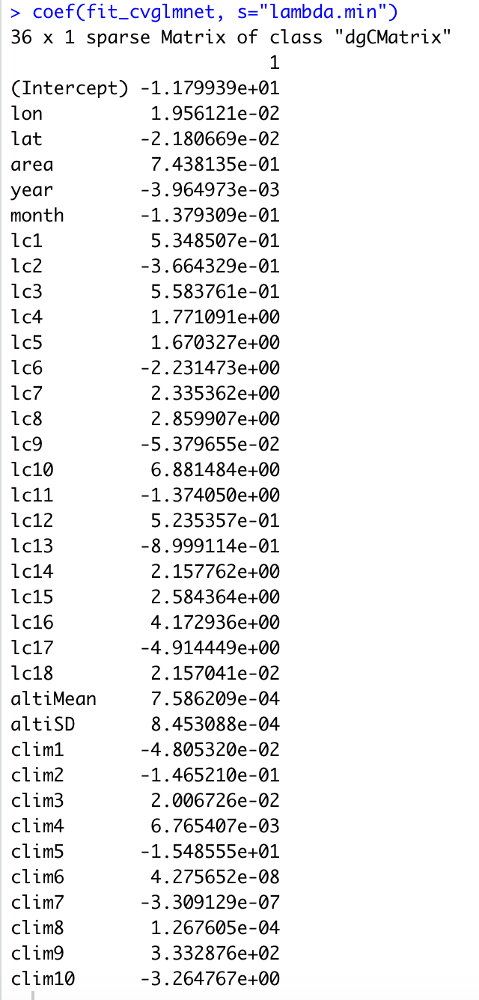 > coef(fit_cvglmnet, s="lambda.min")
36 x 1 sparse Matrix of class "dgCMatrix"
1
(Intercept) -1.179939e+01
lon 1.956121e-02
lat -2.180669e-02
area 7.438135e-01
year -3.964973e-03
month -1.379309e-01
lc1 5.348507e-01
lc2 -3.664329e-01
lc3 5.583761e-01
lc4 1.771091e+00
lc5 1.670327e+00
lc6 -2.231473e+00
lc7 2.335362e+00
lc8 2.859907e+00
lc9 -5.379655e-02
lc10 6.881484e+00
lc11 -1.374050e+00
lc12 5.235357e-01
lc13 -8.999114e-01
lc14 2.157762e+00
lc15 2.584364e+00
lc16 4.172936e+00
lc17 -4.914449e+00
lc18 2.157041e-02
altiMean 7.586209e-04
altiSD 8.453088e-04
clim1 -4.805320e-02
clim2 -1.465210e-01
clim3 2.006726e-02
clim4 6.765407e-03
clim5 -1.548555e+01
clim6 4.275652e-08
clim7 -3.309129e-07
clim8 1.267605e-04
clim9 3.332876e+02
clim10 -3.264767e+00